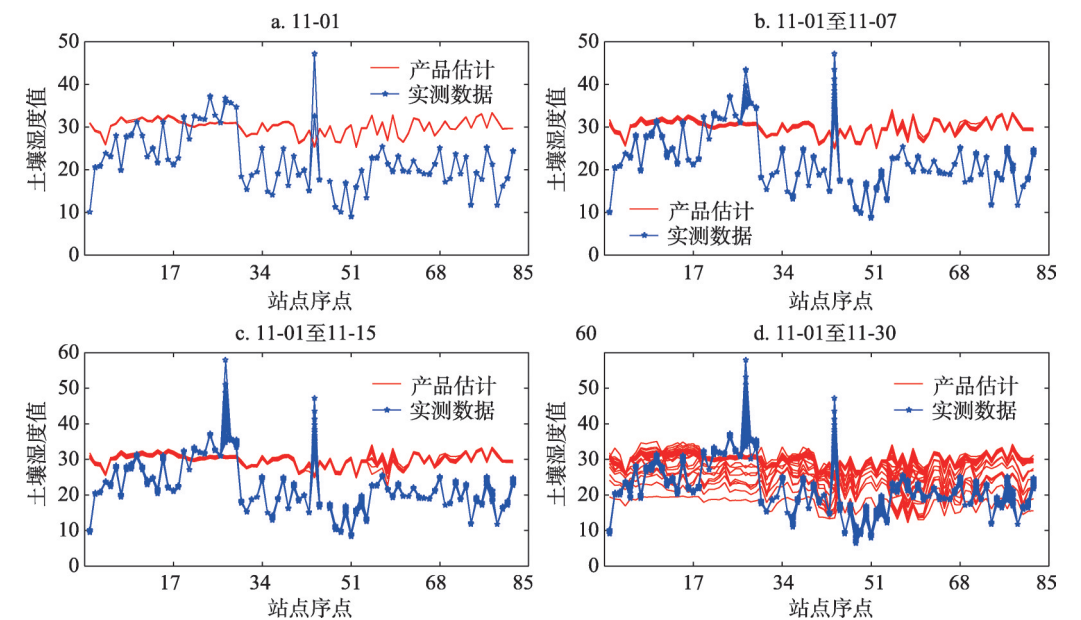 a. 11-01
50
40
30
20
10
0
土壤湿度值
产品估计
实测数据
17
34
51
68
85
站点序点
b. 11-01至11-07
50
40
30
20
10
0
土壤湿度值
产品估计
实测数据
17
34
51
68
85
站点序点
c. 11-01至11-15
60
50
40
30
20
10
0
土壤湿度值
产品估计
实测数据
17
34
51
68
85
站点序点
d. 11-01至11-30
60
50
40
30
20
10
0
土壤湿度值
产品估计
实测数据
17
34
51
68
85
站点序点